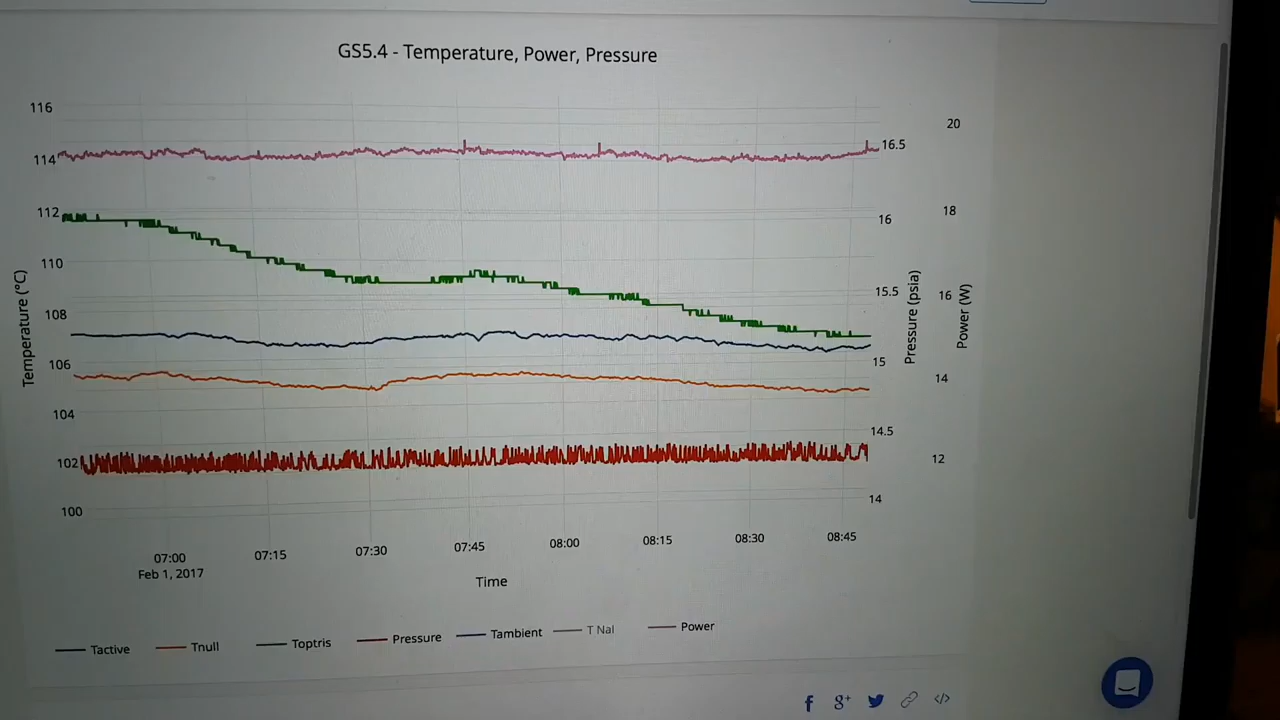 GS5.4 - Temperature, Power, Pressure
116
114
112
110
108
106
104
102
100
Temperature (°C)
16.5
16
15.5
15
14.5
14
Pressure (psia)
20
18
16
14
12
Power (W)
07:00
07:15
07:30
07:45
08:00
08:15
08:30
08:45
Feb 1, 2017
Time
Tactive
Tnull
Toptris
Pressure
Tambient
T NaI
Power
f
g+
</>